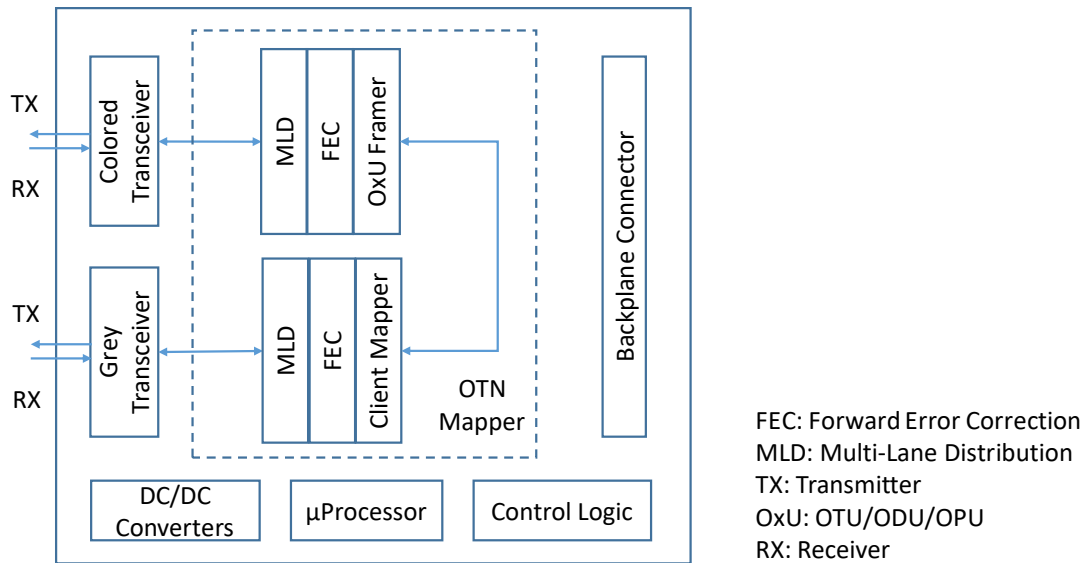 TX
RX
Colored
Transceiver
MLD
FEC
OxU Framer
TX
RX
Grey
Transceiver
MLD
FEC
Client Mapper
OTN
Mapper
Backplane Connector
DC/DC
Converters
µProcessor
Control Logic
FEC: Forward Error Correction
MLD: Multi-Lane Distribution
TX: Transmitter
OxU: OTU/ODU/OPU
RX: Receiver